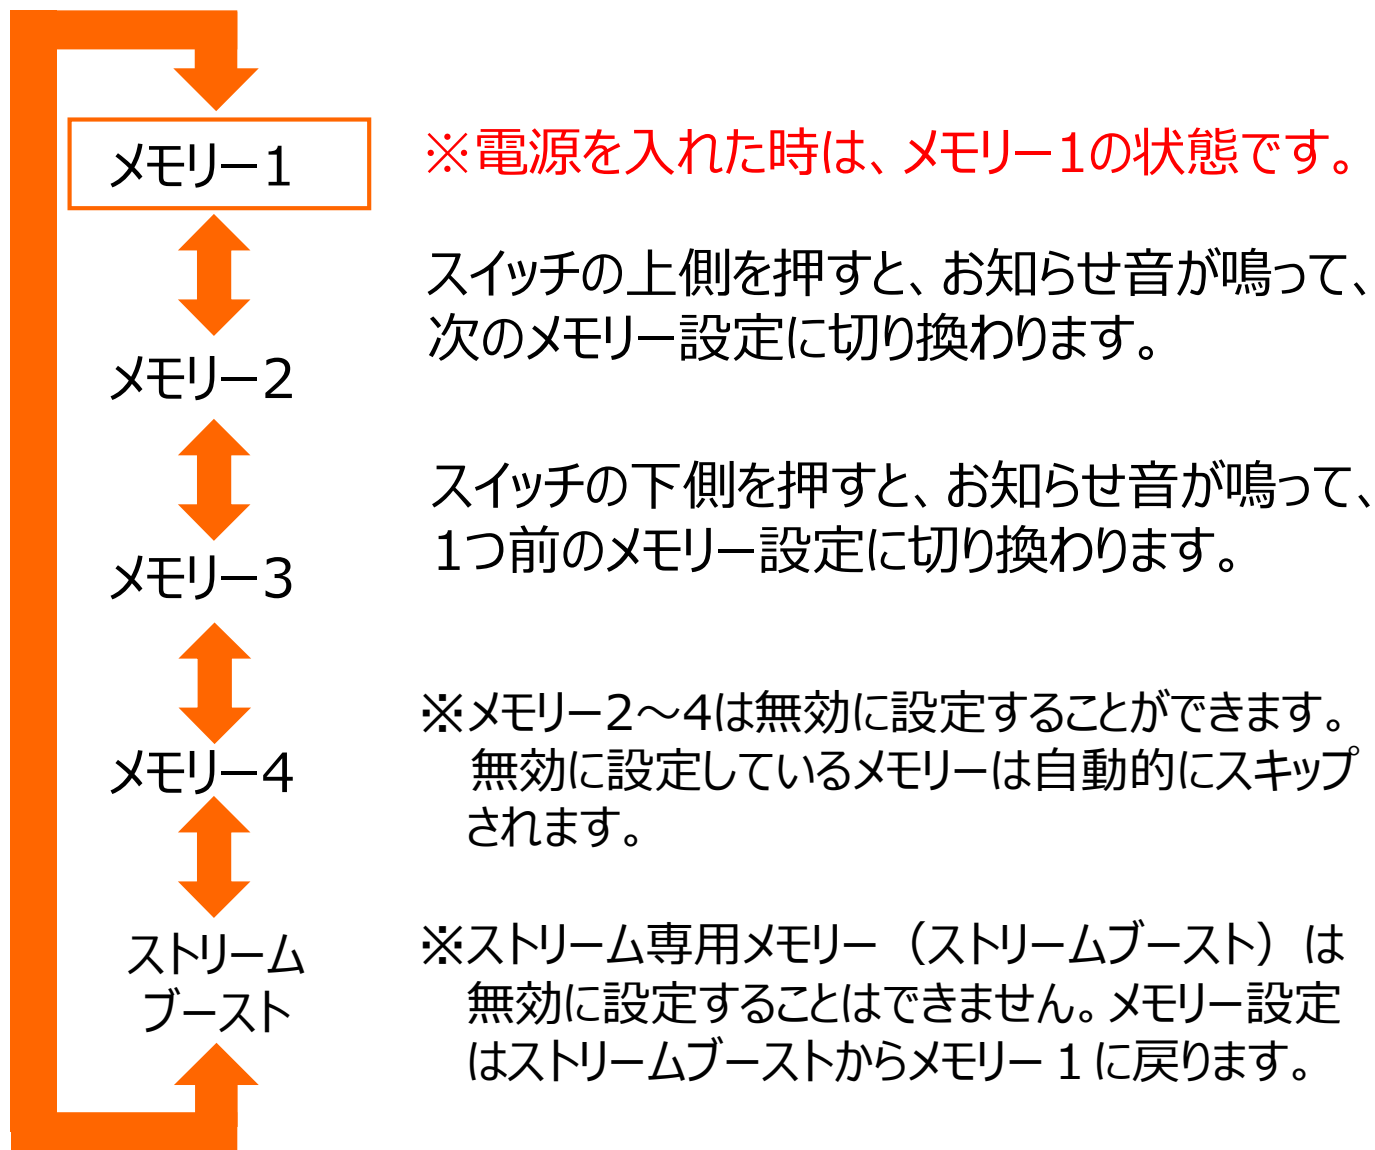 メモリー1
※電源を入れた時は、メモリー1の状態です。
スイッチの上側を押すと、お知らせ音が鳴って、
次のメモリー設定に切り換わります。
メモリー2
スイッチの下側を押すと、お知らせ音が鳴って、
1つ前のメモリー設定に切り換わります。
メモリー3
※メモリー2～4は無効に設定することができます。
無効に設定しているメモリーは自動的にスキップ
されます。
メモリー4
ストリーム
ブースト
※ストリーム専用メモリー（ストリームブースト）は
無効に設定することはできません。メモリー設定
はストリームブーストからメモリー１に戻ります。